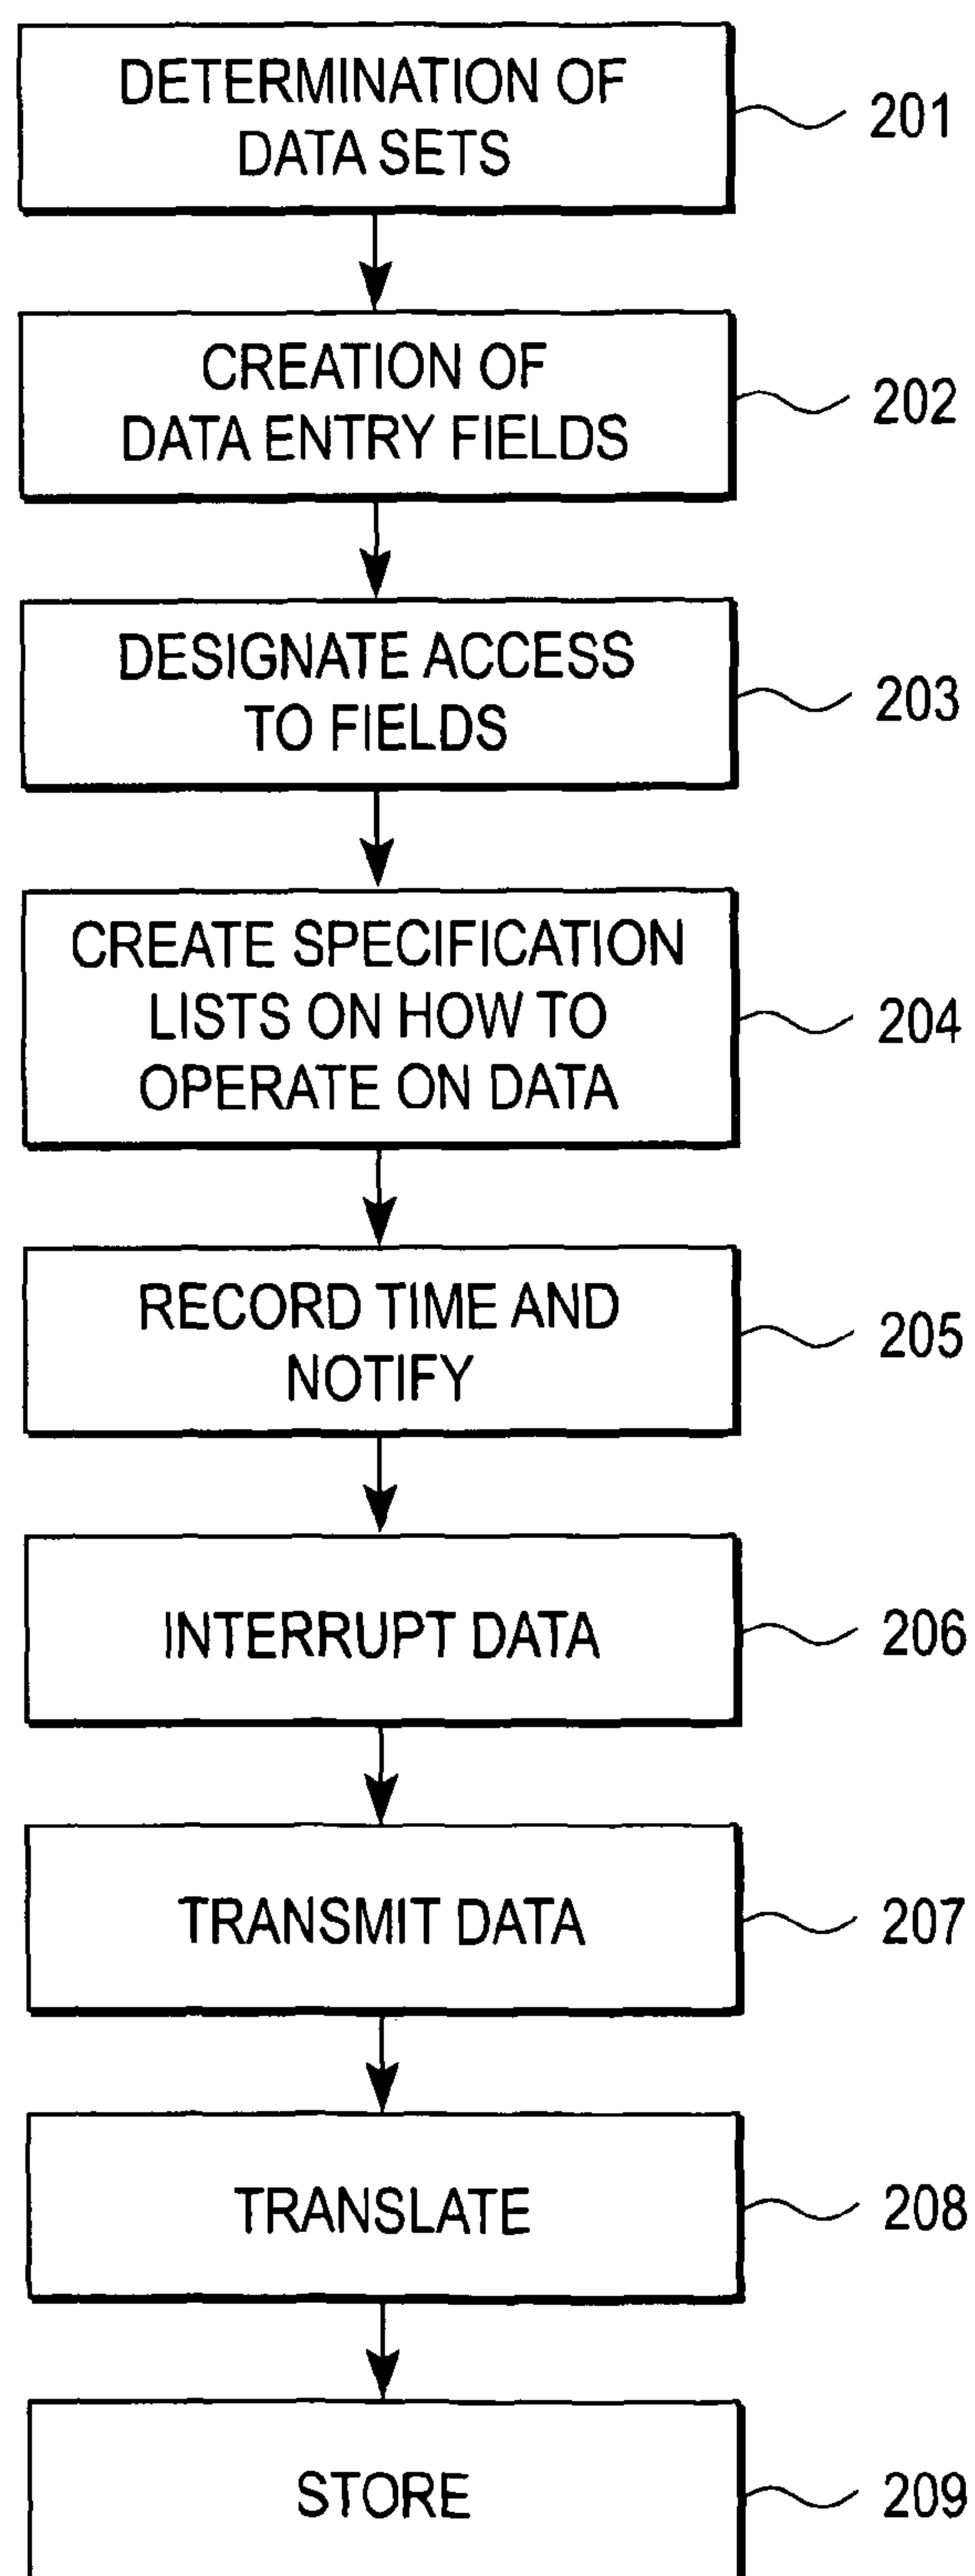 DETERMINATION OF
DATA SETS
201
CREATION OF
DATA ENTRY FIELDS
202
DESIGNATE ACCESS
TO FIELDS
203
CREATE SPECIFICATION
LISTS ON HOW TO
OPERATE ON DATA
204
RECORD TIME AND
NOTIFY
205
INTERRUPT DATA
206
TRANSMIT DATA
207
TRANSLATE
208
STORE
209